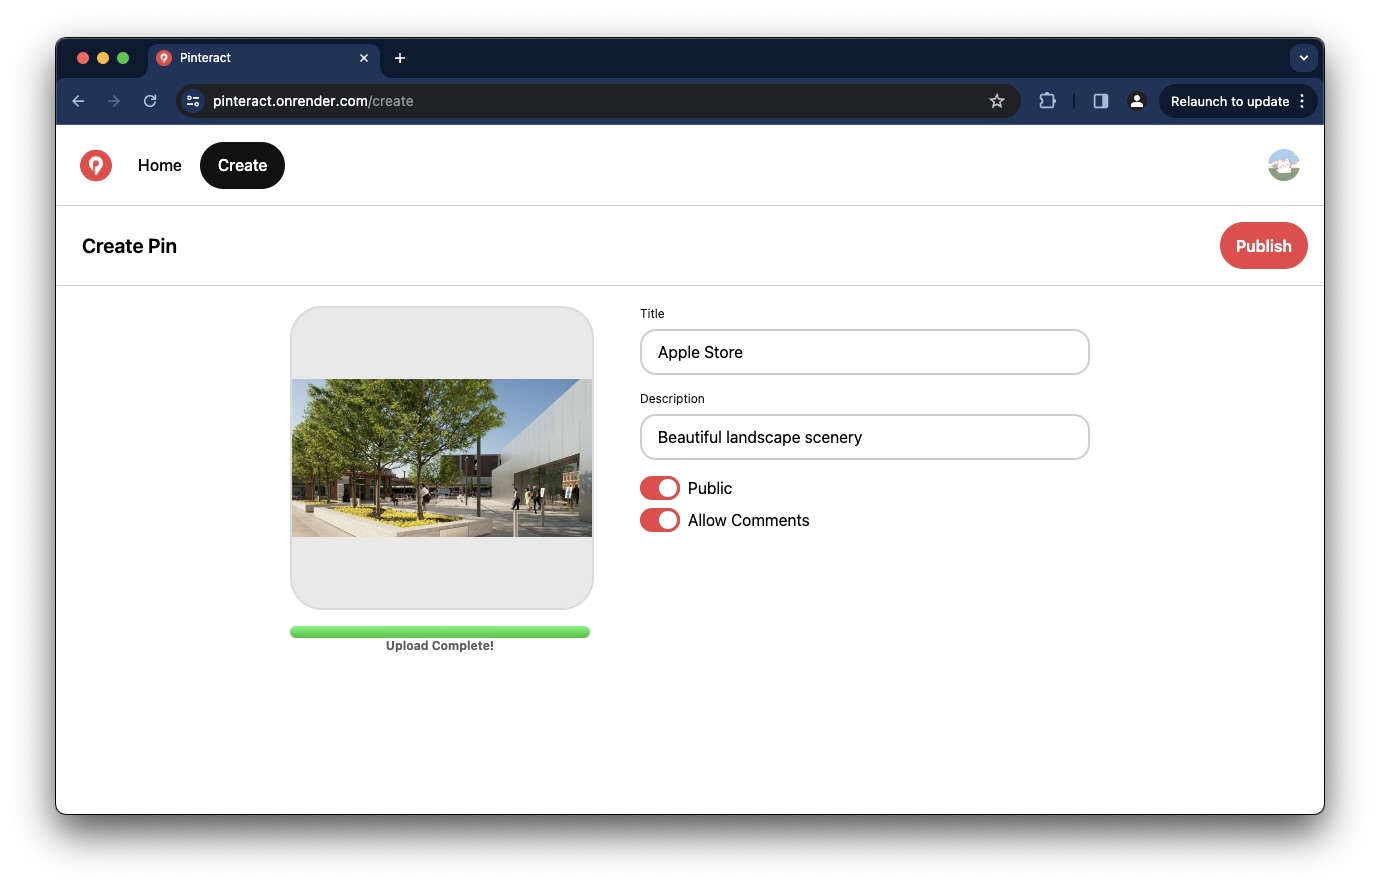 Pinteract
pinteract.onrender.com/create
Relaunch to update
Home
Create
Create Pin
Publish
Title
Apple Store
Description
Beautiful landscape scenery
Public
Allow Comments
Upload Complete!